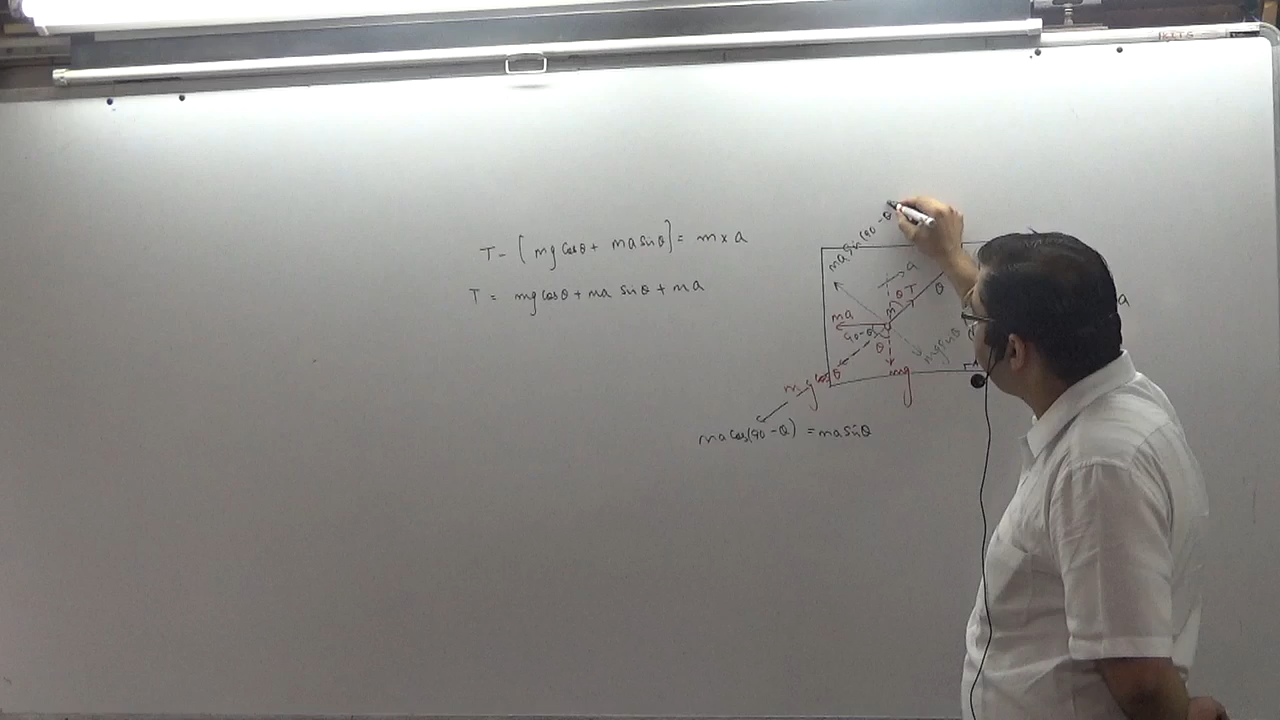 T - [mg cosθ + ma sinθ] = m × a
T = mg cosθ + ma sinθ + ma
ma sin(90 - θ
a
θ
T
θ
m
ma
90-θ
θ
mg sinθ
a
mg cosθ
mg
ma cos(90 - θ) = ma sinθ